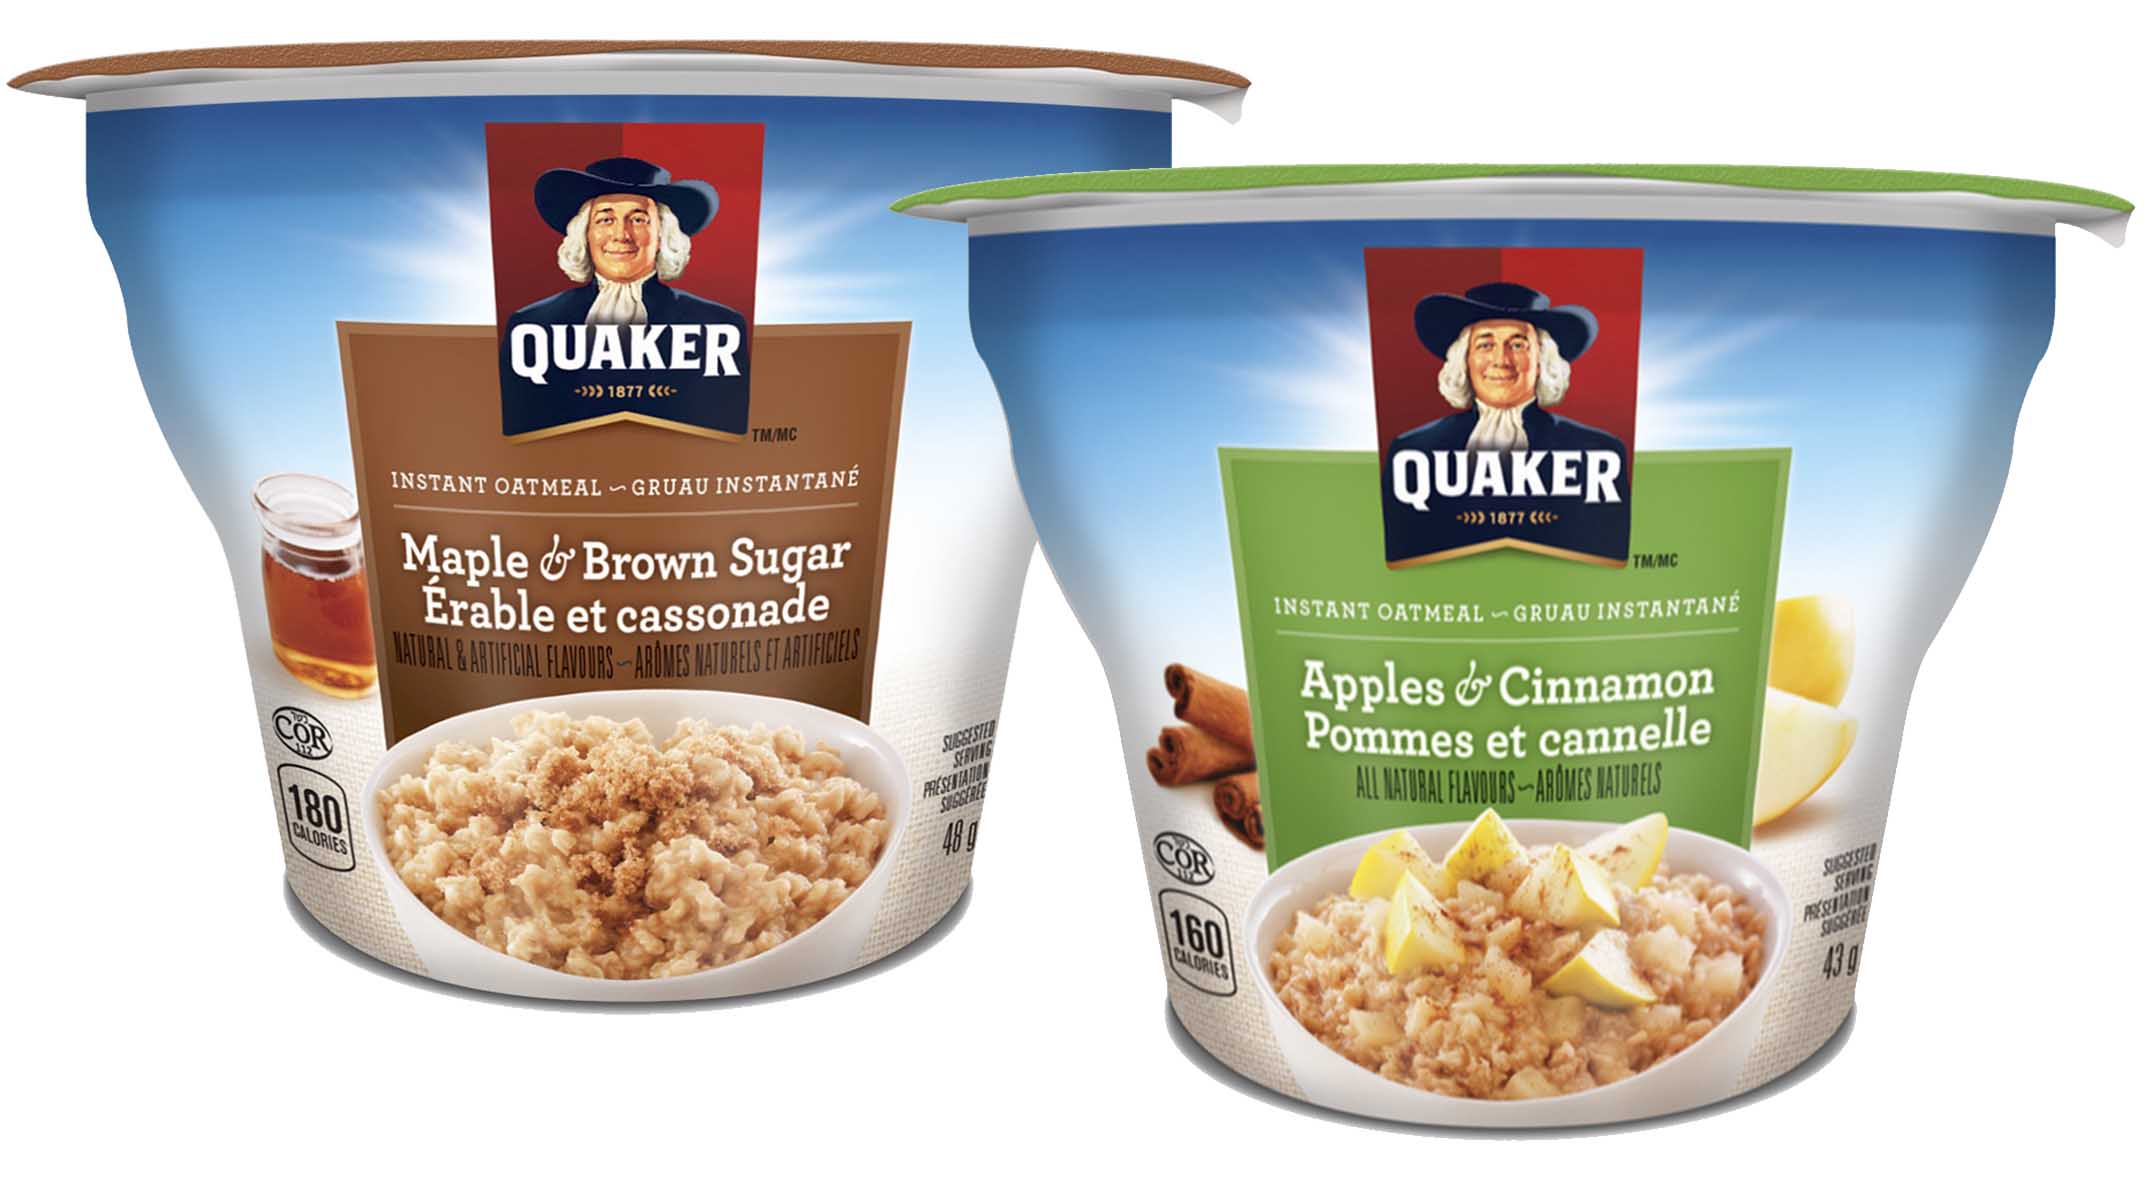 QUAKER
1877
TM/MC
INSTANT OATMEAL ~ GRUAU INSTANTANÉ
Maple & Brown Sugar
Érable et cassonade
NATURAL & ARTIFICIAL FLAVOURS ~ ARÔMES NATURELS ET ARTIFICIELS
COR
112
180
CALORIES
SUGGESTED
SERVING
PRÉSENTATION
SUGGÉRÉE
48 g
QUAKER
1877
TM/MC
INSTANT OATMEAL ~ GRUAU INSTANTANÉ
Apples & Cinnamon
Pommes et cannelle
ALL NATURAL FLAVOURS ~ ARÔMES NATURELS
COR
112
160
CALORIES
SUGGESTED
SERVING
PRÉSENTATION
SUGGÉRÉE
43 g